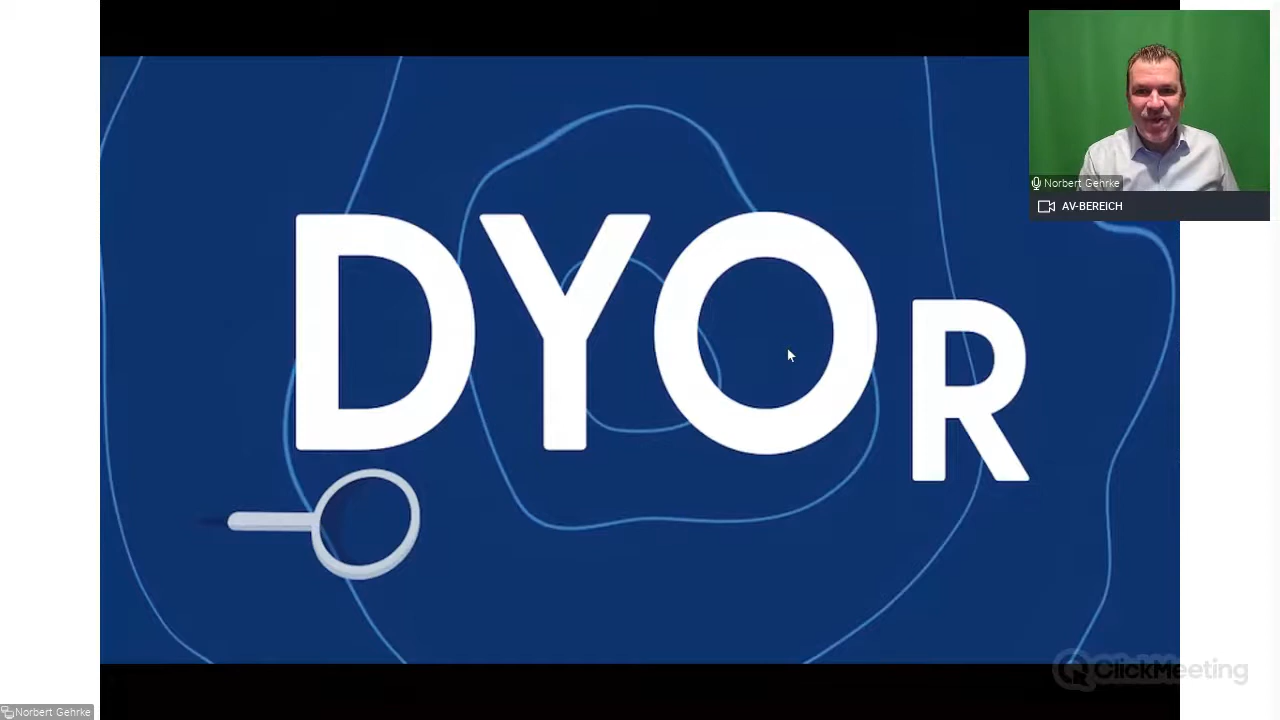 DYOR
Norbert Gehrke
AV-BEREICH
ClickMeeting
Norbert Gehrke